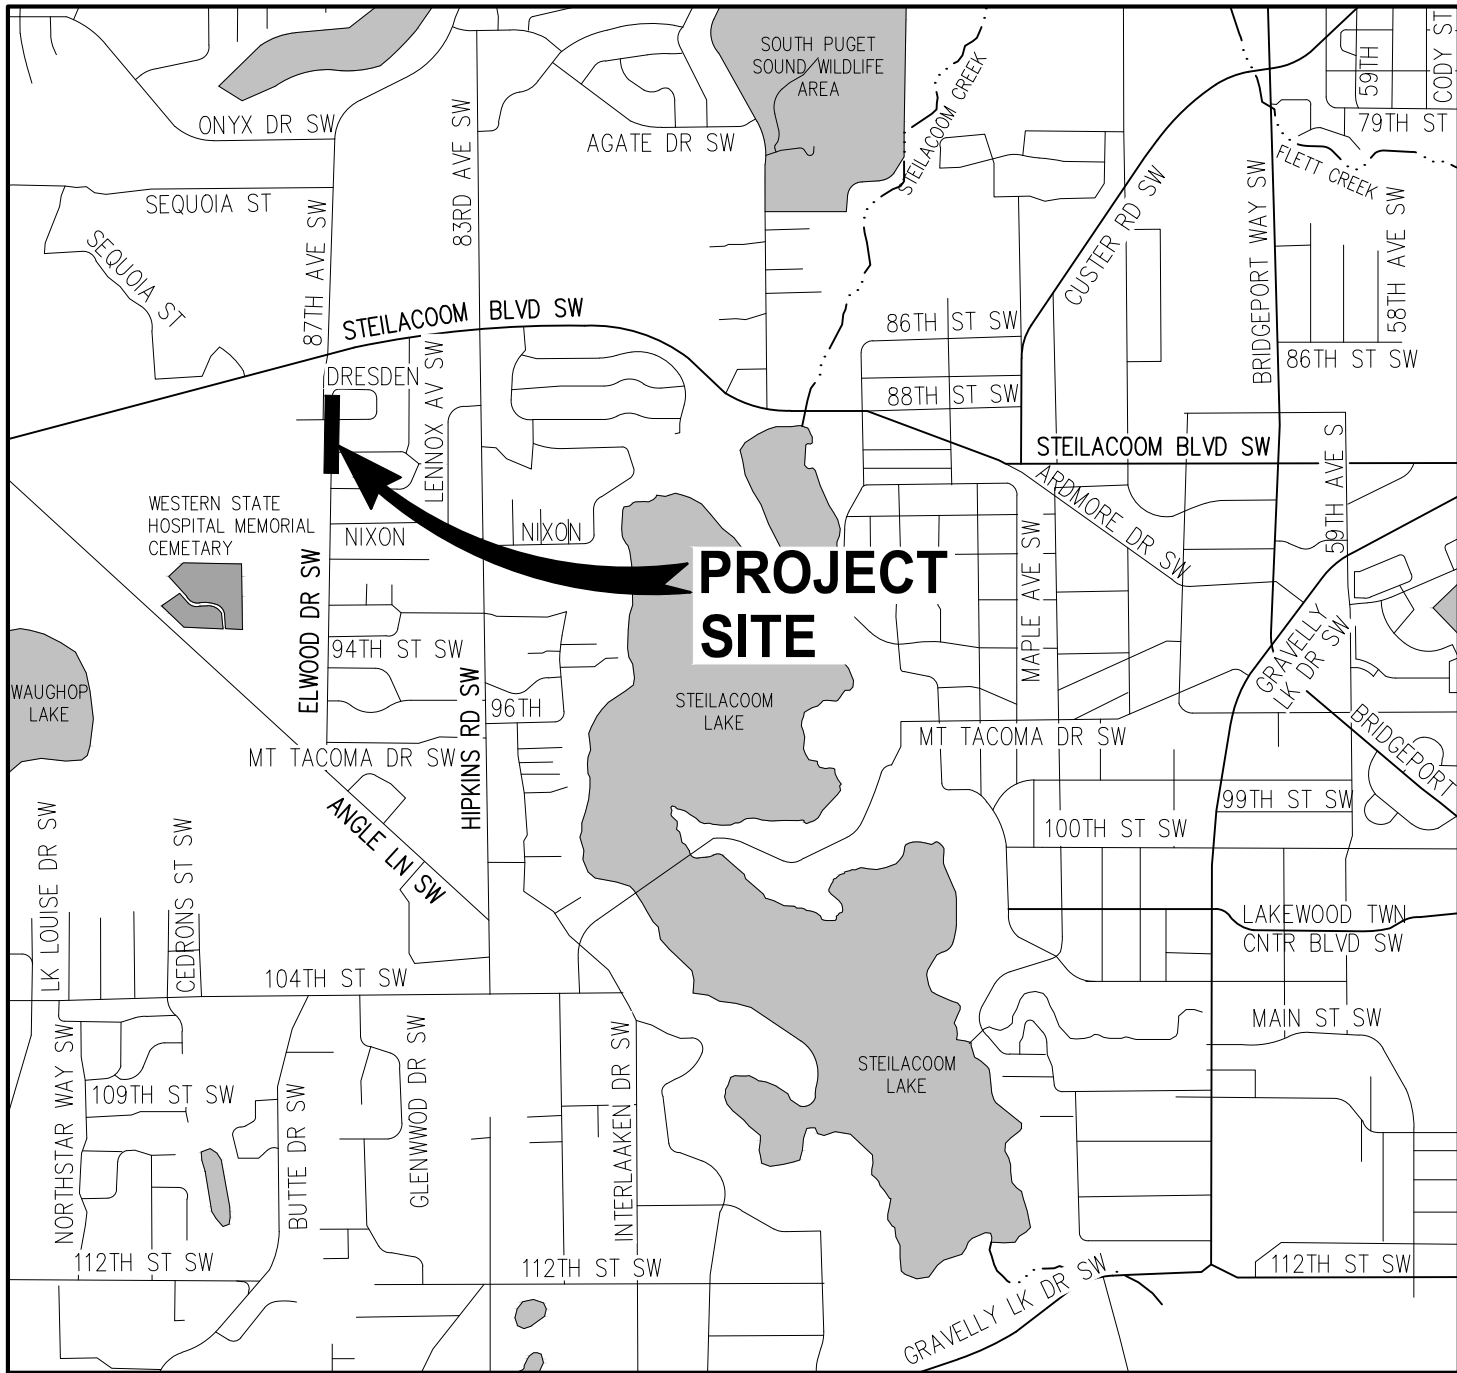 SOUTH PUGET
SOUND WILDLIFE
AREA
STEILACOOM CREEK
59TH
CODY ST
79TH ST
FLETT CREEK
ONYX DR SW
AGATE DR SW
83RD AVE SW
SEQUOIA ST
SEQUOIA ST
87TH AVE SW
CUSTER RD SW
BRIDGEPORT WAY SW
58TH AVE SW
STEILACOOM BLVD SW
86TH ST SW
86TH ST SW
DRESDEN
LENNOX AV SW
88TH ST SW
STEILACOOM BLVD SW
59TH AVE S
ARDMORE DR SW
WESTERN STATE
HOSPITAL MEMORIAL
CEMETARY
NIXON
NIXON
MAPLE AVE SW
PROJECT
SITE
ELWOOD DR SW
94TH ST SW
HIPKINS RD SW
96TH
WAUGHOP
LAKE
STEILACOOM
LAKE
GRAVELLY
LK DR SW
BRIDGEPORT
MT TACOMA DR SW
MT TACOMA DR SW
ANGLE LN SW
99TH ST SW
100TH ST SW
LK LOUISE DR SW
CEDRONS ST SW
LAKEWOOD TWN
CNTR BLVD SW
104TH ST SW
MAIN ST SW
NORTHSTAR WAY SW
109TH ST SW
BUTTE DR SW
GLENWWOD DR SW
INTERLAAKEN DR SW
STEILACOOM
LAKE
112TH ST SW
112TH ST SW
112TH ST SW
GRAVELLY LK DR SW